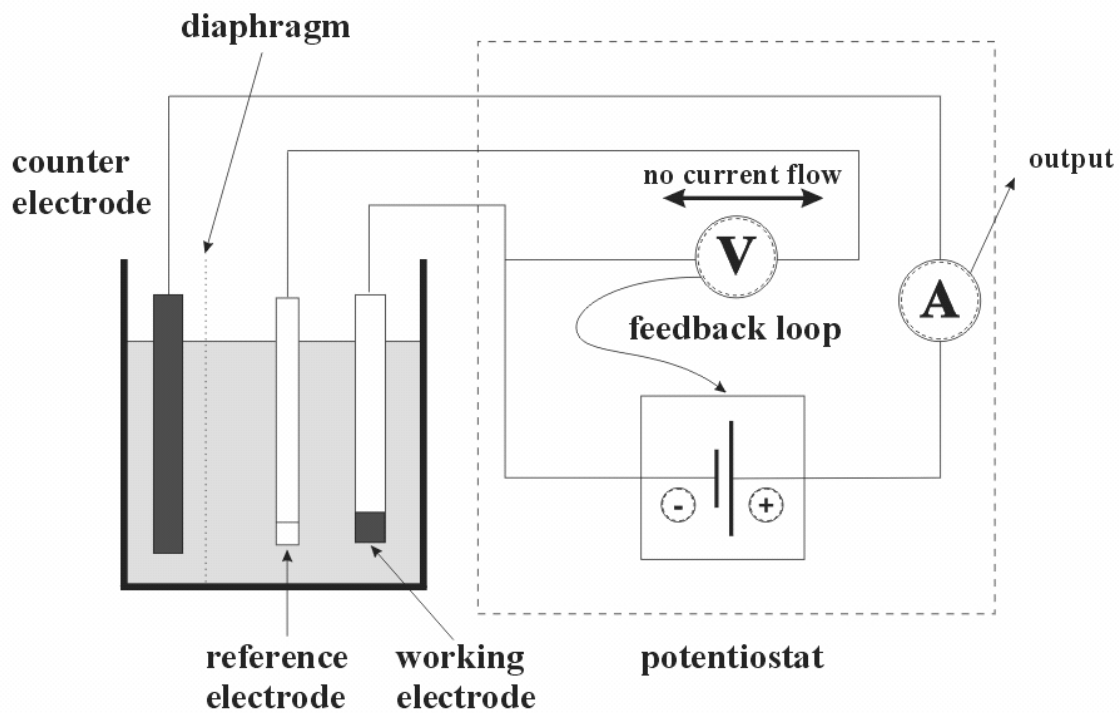 diaphragm
counter
electrode
output
no current flow
V
A
feedback loop
-
+
reference
electrode
working
electrode
potentiostat